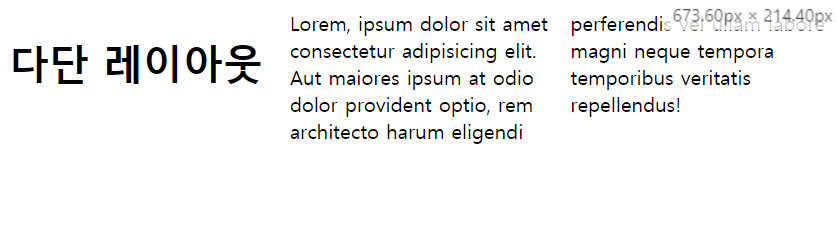 다단 레이아웃
Lorem, ipsum dolor sit amet
consectetur adipisicing elit.
Aut maiores ipsum at odio
dolor provident optio, rem
architecto harum eligendi
perferendis vel ullam labore
magni neque tempora
temporibus veritatis
repellendus!
673.60px × 214.40px